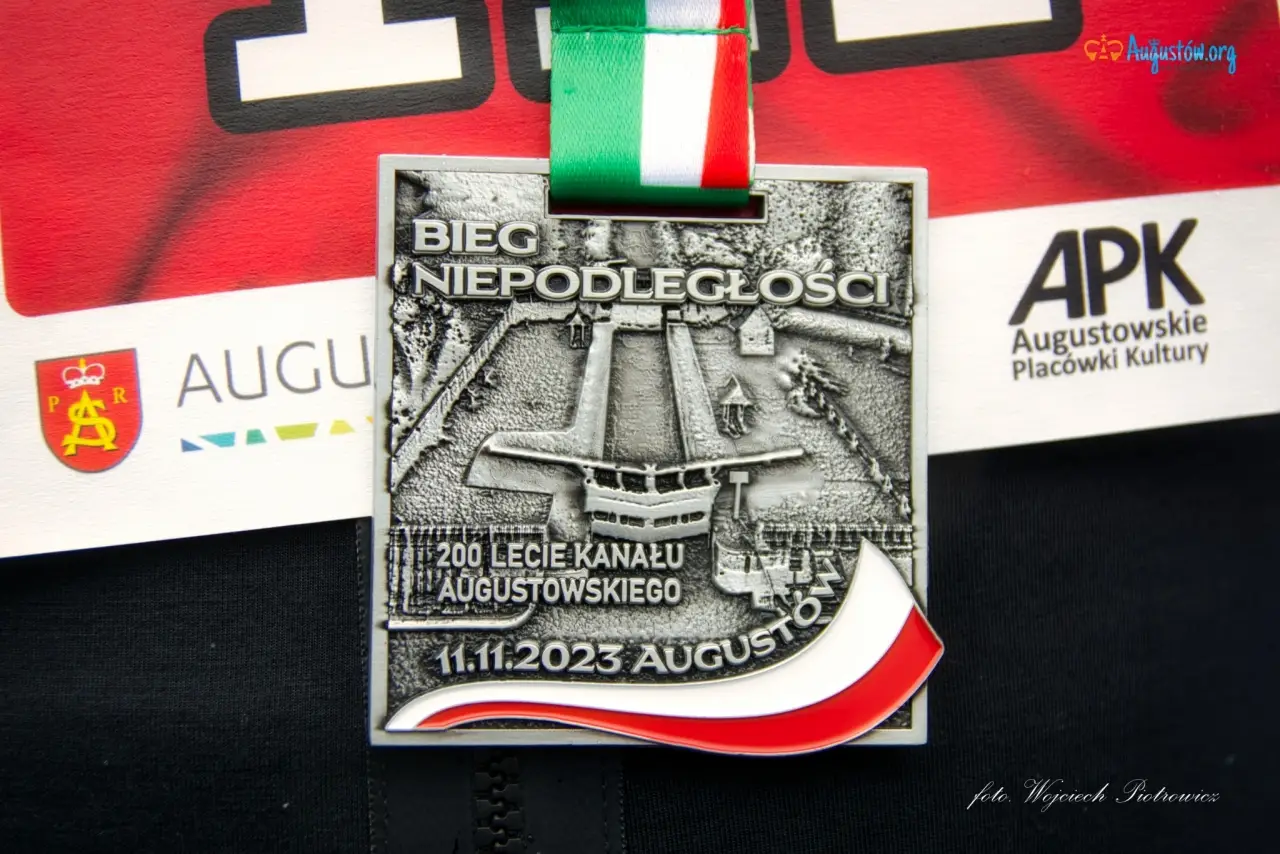 Augustów.org
BIEG
NIEPODLEGŁOŚCI
APK
Augustowskie
Placówki Kultury
P R
AUGU
200 LECIE KANAŁU
AUGUSTOWSKIEGO
11.11.2023 AUGUSTÓW
foto. Wojciech Piotrowicz